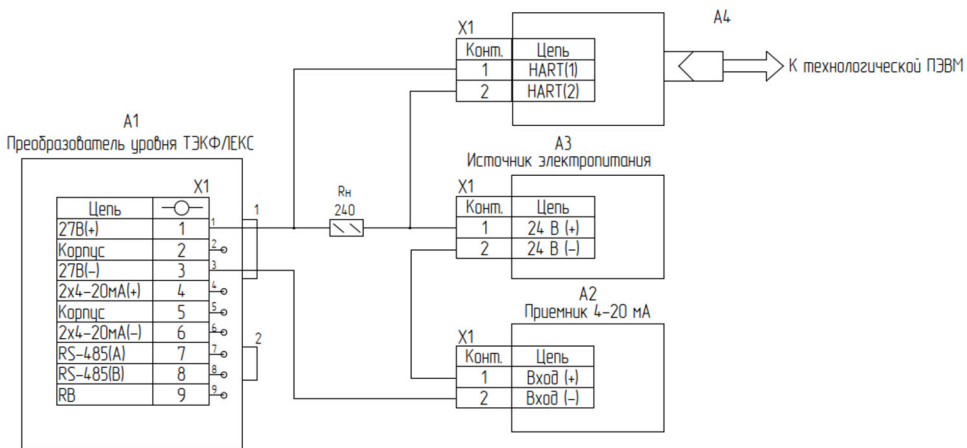 A4
X1
Конт. Цепь
1 HART(1)
2 HART(2)
К технологической ПЭВМ
A1
Преобразователь уровня ТЭКФЛЕКС
X1
Цепь
27В(+) 1 1
Корпус 2 2
27В(-) 3 3
2х4-20мА(+) 4 4
Корпус 5 5
2х4-20мА(-) 6 6
RS-485(А) 7 7
RS-485(В) 8 8
RB 9 9
1
2
Rн
240
A3
Источник электропитания
X1
Конт. Цепь
1 24 В (+)
2 24 В (-)
A2
Приемник 4-20 мА
X1
Конт. Цепь
1 Вход (+)
2 Вход (-)